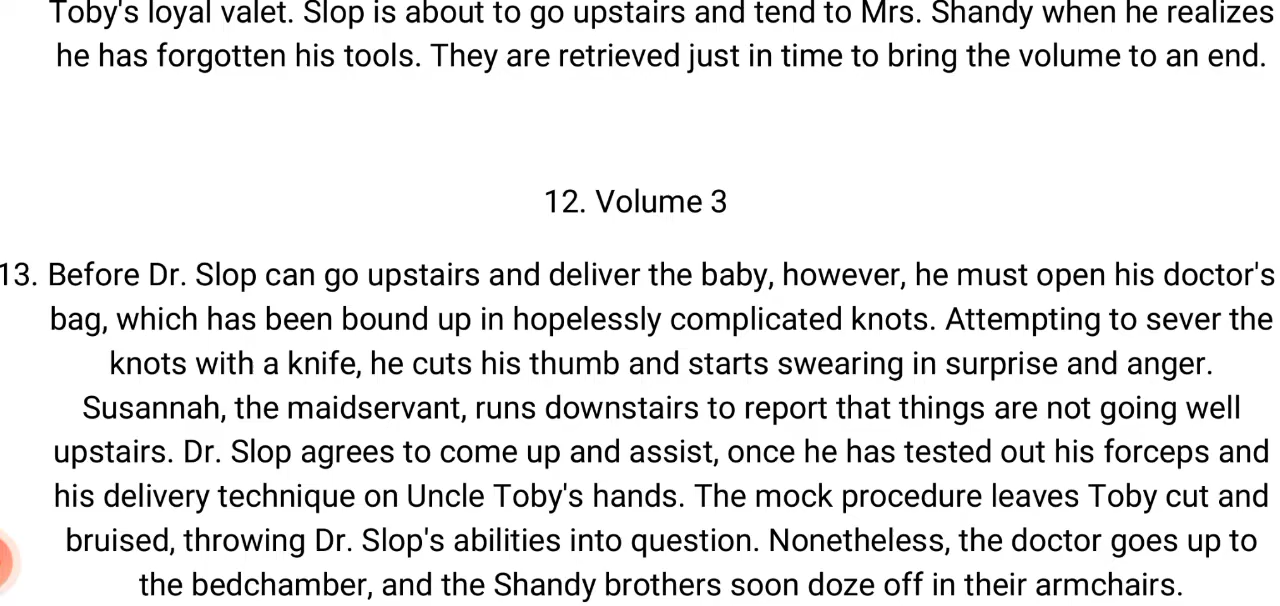 Toby's loyal valet. Slop is about to go upstairs and tend to Mrs. Shandy when he realizes
he has forgotten his tools. They are retrieved just in time to bring the volume to an end.
12. Volume 3
13. Before Dr. Slop can go upstairs and deliver the baby, however, he must open his doctor's
bag, which has been bound up in hopelessly complicated knots. Attempting to sever the
knots with a knife, he cuts his thumb and starts swearing in surprise and anger.
Susannah, the maidservant, runs downstairs to report that things are not going well
upstairs. Dr. Slop agrees to come up and assist, once he has tested out his forceps and
his delivery technique on Uncle Toby's hands. The mock procedure leaves Toby cut and
bruised, throwing Dr. Slop's abilities into question. Nonetheless, the doctor goes up to
the bedchamber, and the Shandy brothers soon doze off in their armchairs.